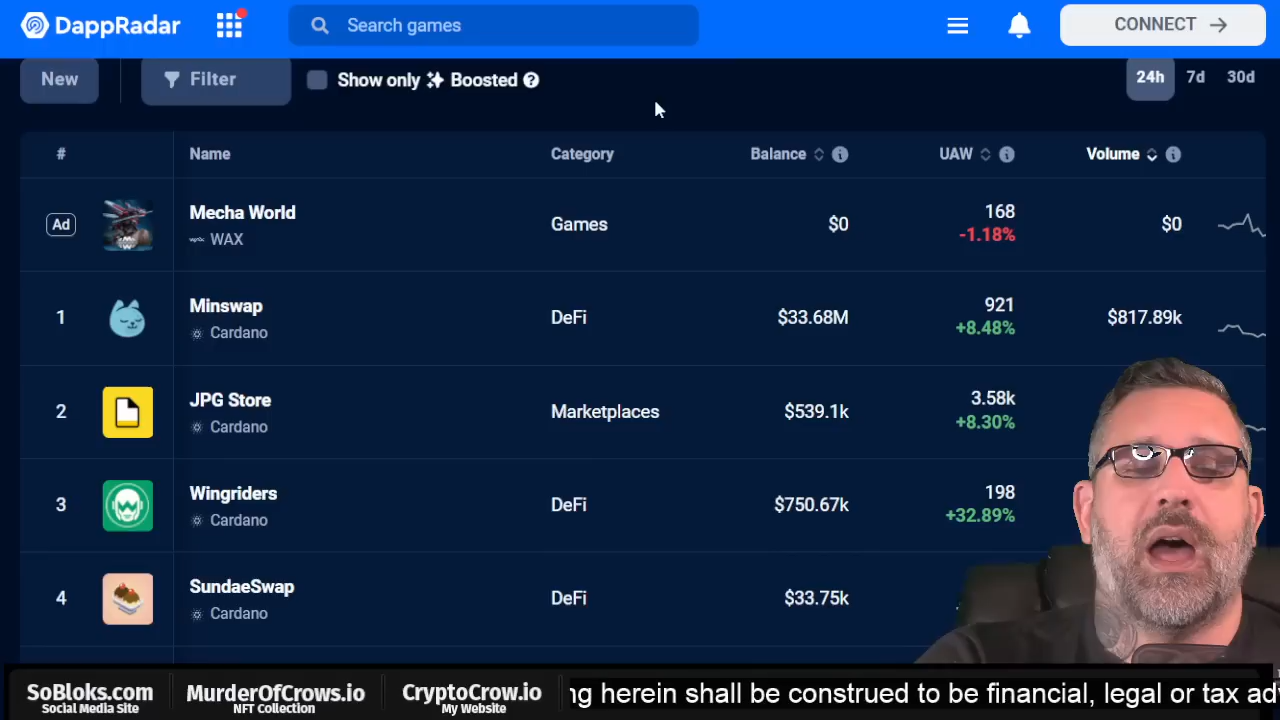 DappRadar
Search games
CONNECT
New
Filter
Show only Boosted
24h 7d 30d
# Name Category Balance UAW Volume
Ad Mecha World Games $0 168 $0
WAX -1.18%
1 Minswap DeFi $33.68M 921 $817.89k
Cardano +8.48%
2 JPG Store Marketplaces $539.1k 3.58k
Cardano +8.30%
3 Wingriders DeFi $750.67k 198
Cardano +32.89%
4 SundaeSwap DeFi $33.75k
Cardano
SoBloks.com MurderOfCrows.io CryptoCrow.io
Social Media Site NFT Collection My Website
herein shall be construed to be financial, legal or tax